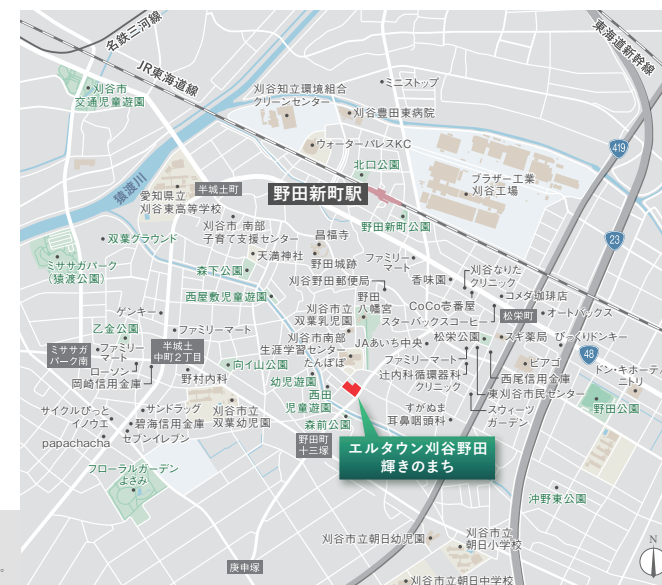 名鉄三河線
東海道新幹線
JR東海道線
刈谷市
交通児童遊園
刈谷知立環境組合
クリーンセンター
ミニストップ
刈谷豊田東病院
419
ウォーターパレスKC
北口公園
ブラザー工業
刈谷工場
猿渡川
愛知県立
刈谷東高等学校
半城土町
野田新町駅
野田新町公園
23
刈谷市 南部
子育て支援センター
双葉グラウンド
昌福寺
天満神社
野田城跡
ファミリー
マート
ミササガパーク
(猿渡公園)
森下公園
刈谷野田郵便局
香味園
刈谷なりた
クリニック
西屋敷児童遊園
野田
八幡宮
CoCo壱番屋
コメダ珈琲店
ゲンキー
刈谷市立
双葉乳児園
スターバックスコーヒー
松栄町
オートバックス
乙金公園
ファミリーマート
刈谷市南部
生涯学習センター
JAあいち中央
松栄公園
スギ薬局
びっくりドンキー
ミササガ
パーク南
ファミリー
マート
半城土
中町2丁目
たんぽぽ
ファミリーマート
ピアゴ
48
ローソン
向イ山公園
辻内科循環器科
クリニック
西尾信用金庫
ドン・キホーテ
ニトリ
岡崎信用金庫
野村内科
幼児遊園
東刈谷市民センター
西田
児童遊園
サイクルぴっと
イノウエ
サンドラッグ
刈谷市立
双葉幼児園
すがぬま
耳鼻咽頭科
スウィーツ
ガーデン
野田公園
碧海信用金庫
森前公園
papachacha
セブンイレブン
野田町
十三塚
エルタウン刈谷野田
輝きのまち
フローラルガーデン
よさみ
沖野東公園
刈谷市立朝日幼児園
刈谷市立
朝日小学校
N
庚申塚
刈谷市立朝日中学校
。